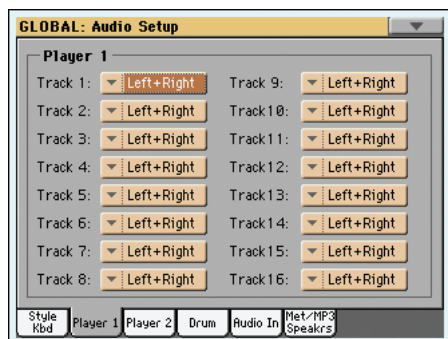 GLOBAL: Audio Setup
Player 1
Track 1: Left+Right Track 9: Left+Right
Track 2: Left+Right Track10: Left+Right
Track 3: Left+Right Track11: Left+Right
Track 4: Left+Right Track12: Left+Right
Track 5: Left+Right Track13: Left+Right
Track 6: Left+Right Track14: Left+Right
Track 7: Left+Right Track15: Left+Right
Track 8: Left+Right Track16: Left+Right
Style Kbd Player 1 Player 2 Drum Audio In Met/MP3 Speakrs